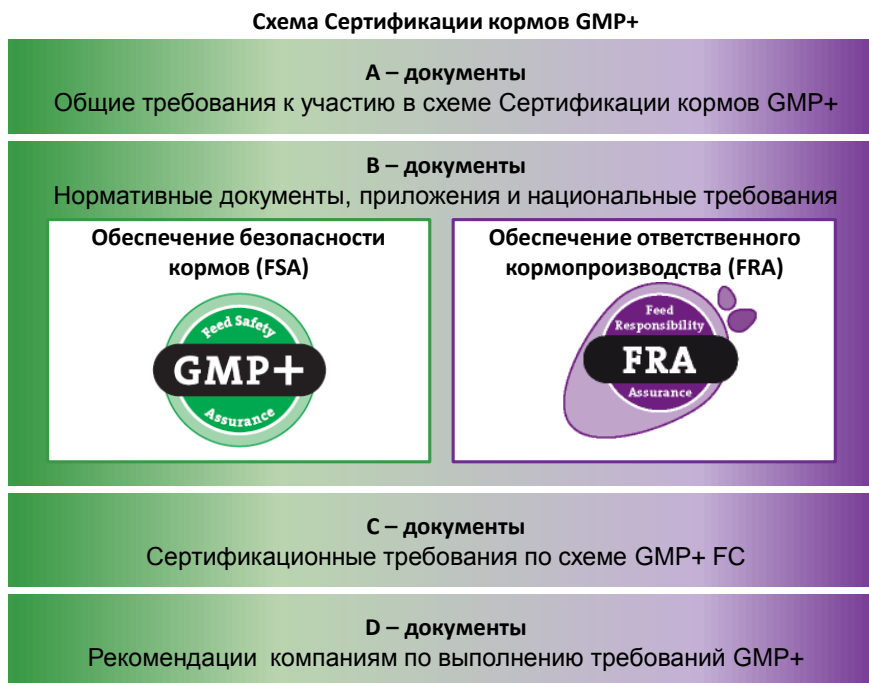 Схема Сертификации кормов GMP+
A – документы
Общие требования к участию в схеме Сертификации кормов GMP+
B – документы
Нормативные документы, приложения и национальные требования
Обеспечение безопасности
кормов (FSA)
Feed Safety
GMP+
Assurance
Обеспечение ответственного
кормопроизводства (FRA)
Feed
Responsibility
FRA
Assurance
C – документы
Сертификационные требования по схеме GMP+ FC
D – документы
Рекомендации компаниям по выполнению требований GMP+